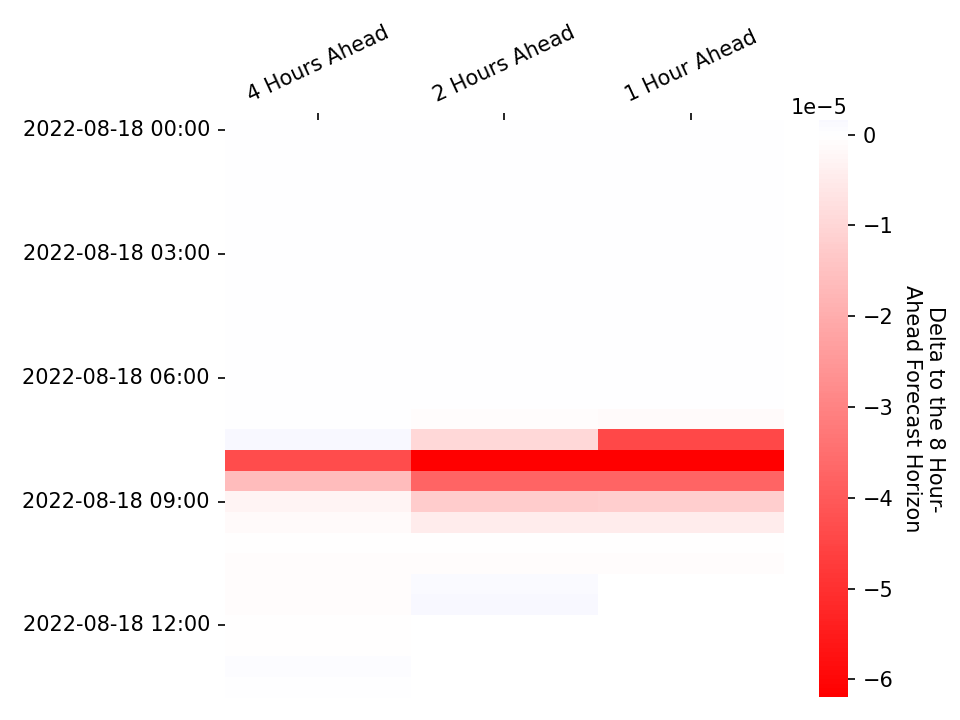 4 Hours Ahead
2 Hours Ahead
1 Hour Ahead
1e−5
2022-08-18 00:00
2022-08-18 03:00
2022-08-18 06:00
2022-08-18 09:00
2022-08-18 12:00
0
−1
−2
−3
−4
−5
−6
Delta to the 8 Hour-
Ahead Forecast Horizon